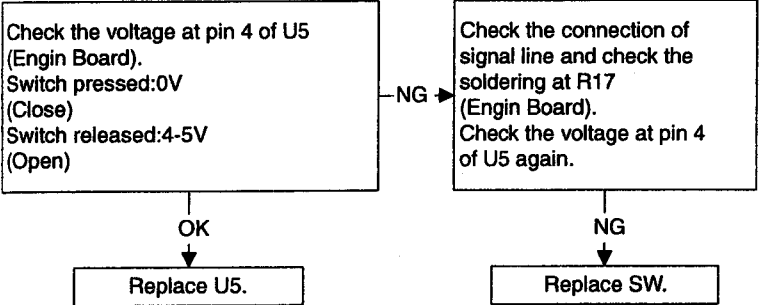 Check the voltage at pin 4 of U5
(Engin Board).
Switch pressed:0V
(Close)
Switch released:4-5V
(Open)
NG
Check the connection of
signal line and check the
soldering at R17
(Engin Board).
Check the voltage at pin 4
of U5 again.
OK
NG
Replace U5.
Replace SW.